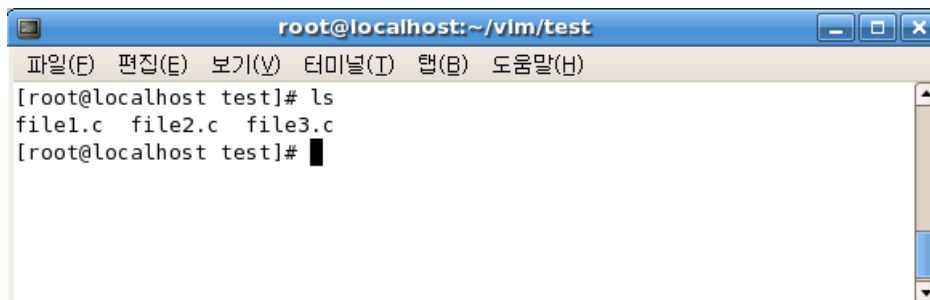 root@localhost:~/vim/test
파일(F) 편집(E) 보기(V) 터미널(T) 탭(B) 도움말(H)
[root@localhost test]# ls
file1.c file2.c file3.c
[root@localhost test]#